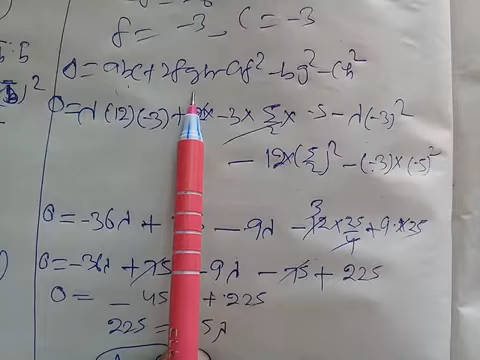 f = -3, C = -3
0 = abc + 2fgh - af² - bg² - ch²
0 = λ(12)(-3) + 2x -3 x 5/2 x -5 - λ(-3)²
- 12x(5/2)² - (-3)x(-5)²
0 = -36λ + - 9λ - 12 x 25/4 + 9·x25
0 = -36λ + 75 - 9λ - 75 + 225
0 = - 45 + 225
225 = 5λ